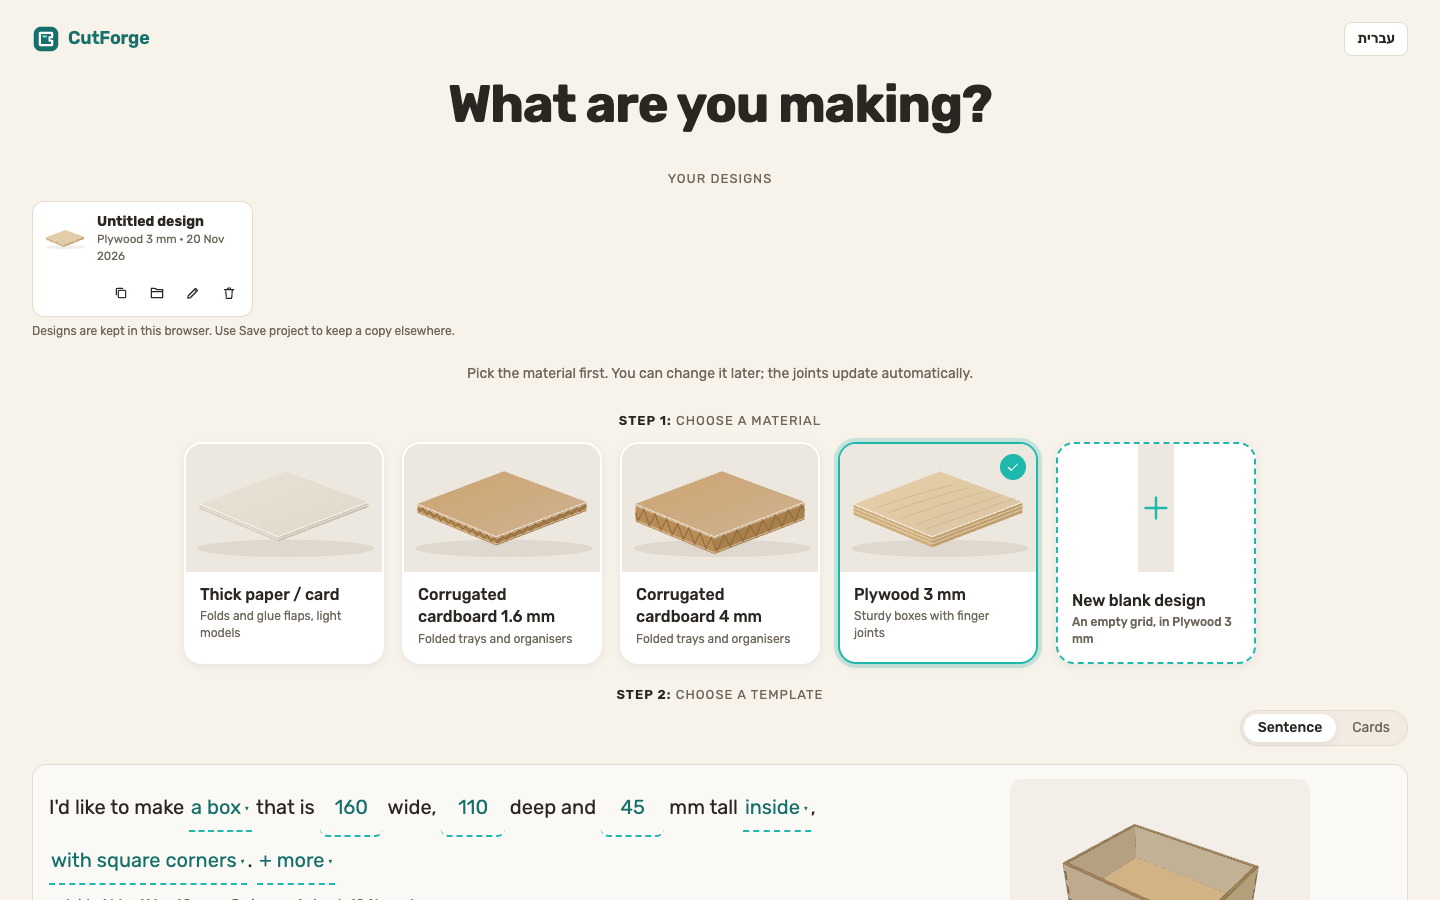 CutForge
עברית
What are you making?
YOUR DESIGNS
Untitled design
Plywood 3 mm • 20 Nov
2026
Designs are kept in this browser. Use Save project to keep a copy elsewhere.
Pick the material first. You can change it later; the joints update automatically.
STEP 1: CHOOSE A MATERIAL
Thick paper / card
Folds and glue flaps, light
models
Corrugated
cardboard 1.6 mm
Folded trays and organisers
Corrugated
cardboard 4 mm
Folded trays and organisers
Plywood 3 mm
Sturdy boxes with finger
joints
New blank design
An empty grid, in Plywood 3
mm
STEP 2: CHOOSE A TEMPLATE
Sentence
Cards
I'd like to make a box that is 160 wide, 110 deep and 45 mm tall inside,
with square corners. + more